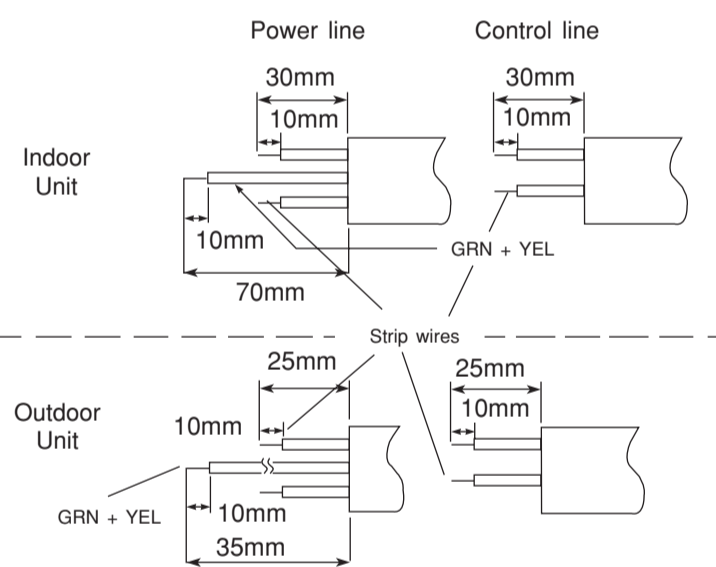 Power line
Control line
30mm
30mm
10mm
10mm
Indoor
Unit
10mm
GRN + YEL
70mm
Strip wires
25mm
25mm
Outdoor
Unit
10mm
10mm
GRN + YEL
10mm
35mm